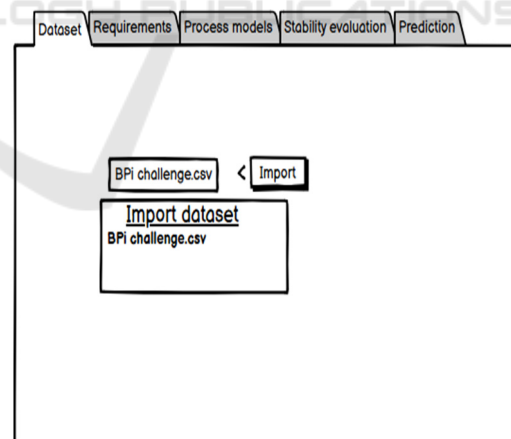 Dataset Requirements Process models Stability evaluation Prediction
BPi challenge.csv < Import
Import dataset
BPi challenge.csv